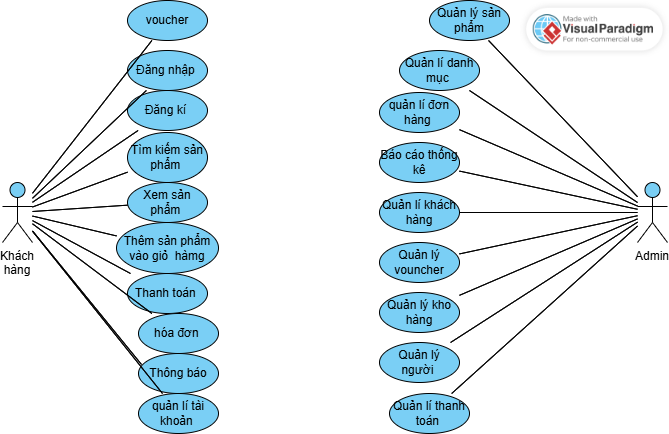 voucher
Đăng nhập
Đăng kí
Tìm kiếm sản
phẩm
Xem sản
phẩm
Thêm sản phẩm
vào giỏ hàmg
Thanh toán
hóa đơn
Thông báo
quản lí tài
khoản
Khách
hàng
Quản lý sản
phẩm
Quản lí danh
mục
quản lí đơn
hàng
Báo cáo thống
kê
Quản lí khách
hàng
Quản lý
vouncher
Quản lý kho
hàng
Quản lý
người
Quản lí thanh
toán
Admin
Made with
VisualParadigm
For non-commercial use